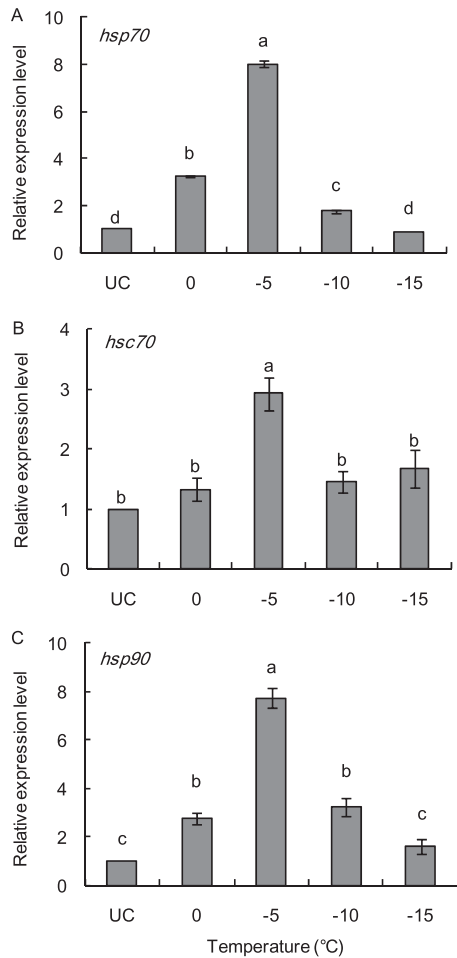 A
hsp70
Relative expression level
10
8
6
4
2
0
d
b
a
c
d
UC 0 -5 -10 -15
B
hsc70
Relative expression level
4
3
2
1
0
b
b
a
b
b
UC 0 -5 -10 -15
C
hsp90
Relative expression level
10
8
6
4
2
0
c
b
a
b
c
UC 0 -5 -10 -15
Temperature (°C)